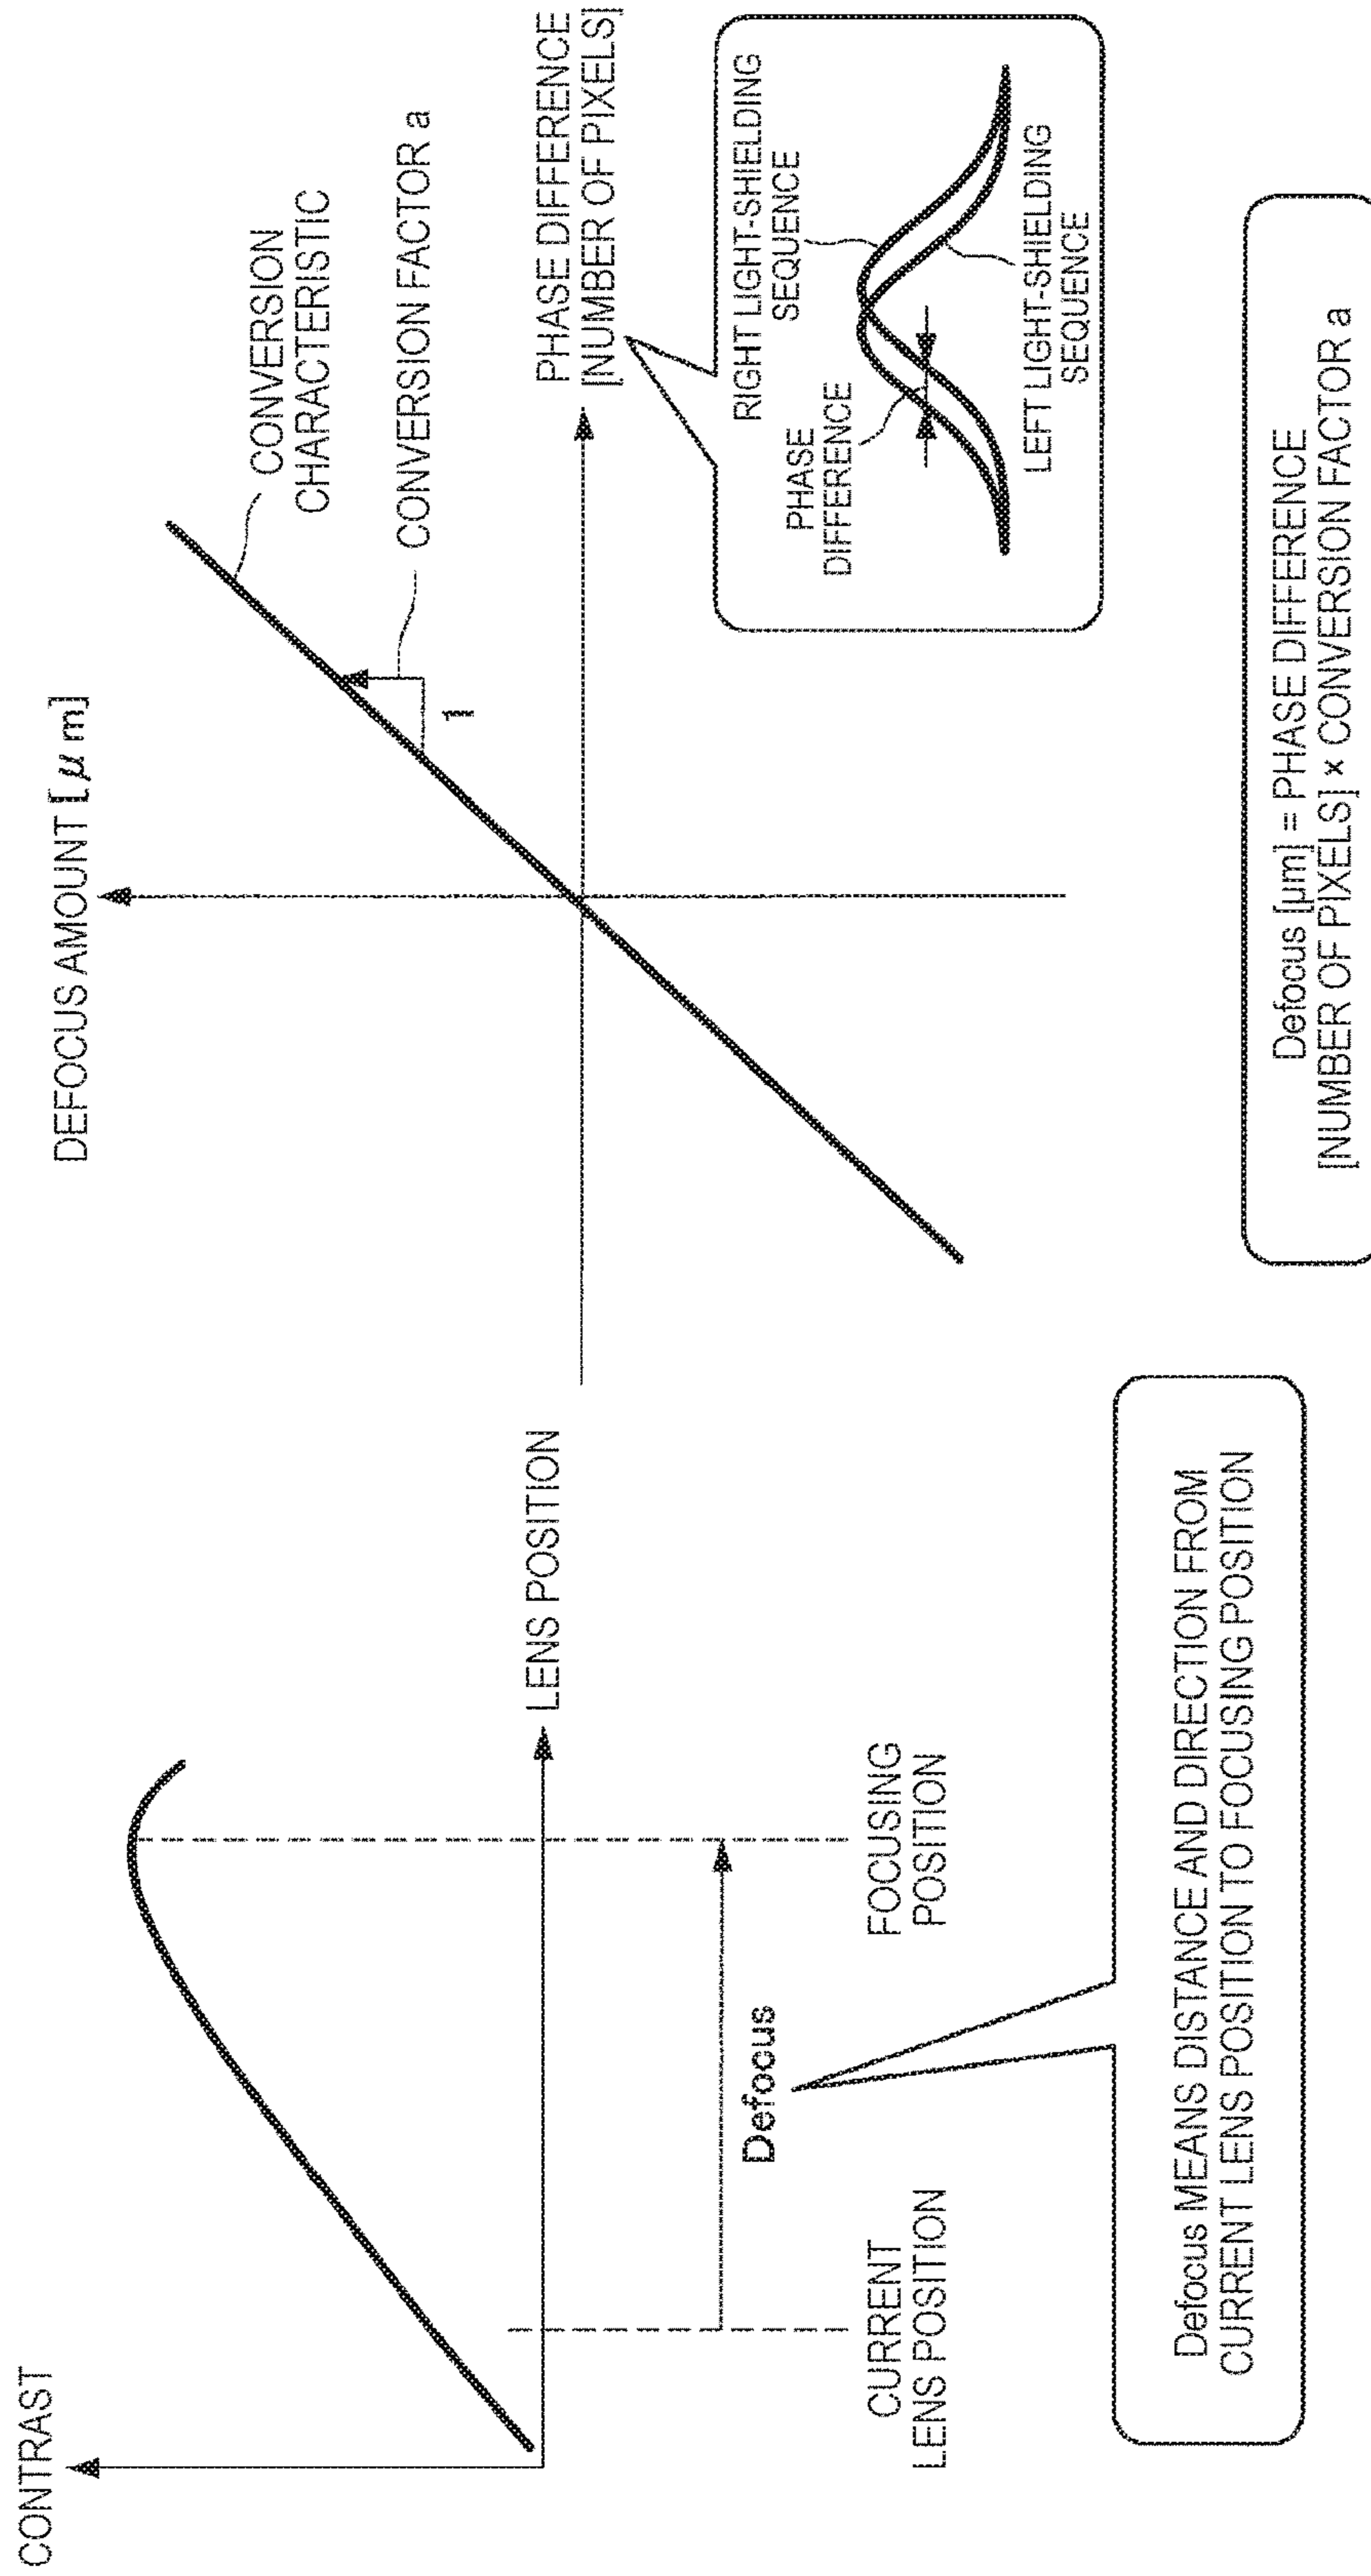 CONTRAST
LENS POSITION
CURRENT
LENS POSITION
FOCUSING
POSITION
Defocus
Defocus MEANS DISTANCE AND DIRECTION FROM
CURRENT LENS POSITION TO FOCUSING POSITION
DEFOCUS AMOUNT [μm]
CONVERSION
CHARACTERISTIC
CONVERSION FACTOR a
1
PHASE DIFFERENCE
[NUMBER OF PIXELS]
RIGHT LIGHT-SHIELDING
SEQUENCE
PHASE
DIFFERENCE
LEFT LIGHT-SHIELDING
SEQUENCE
Defocus [μm] = PHASE DIFFERENCE
[NUMBER OF PIXELS] × CONVERSION FACTOR a